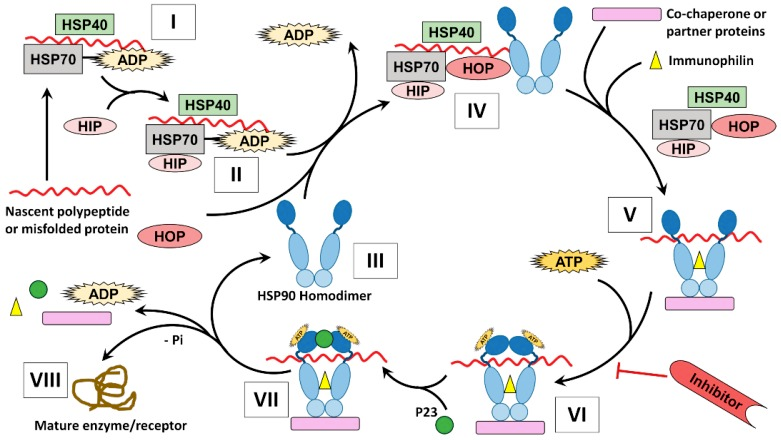 HSP40
I
HSP70
ADP
HIP
HSP40
HSP70
ADP
HIP
II
Nascent polypeptide
or misfolded protein
HOP
ADP
HSP40
HSP70
HOP
HIP
IV
Co-chaperone or
partner proteins
Immunophilin
HSP40
HSP70
HOP
HIP
V
III
HSP90 Homodimer
ATP
ADP
- Pi
VIII
Mature enzyme/receptor
ATP
ATP
VII
P23
ATP
ATP
VI
Inhibitor